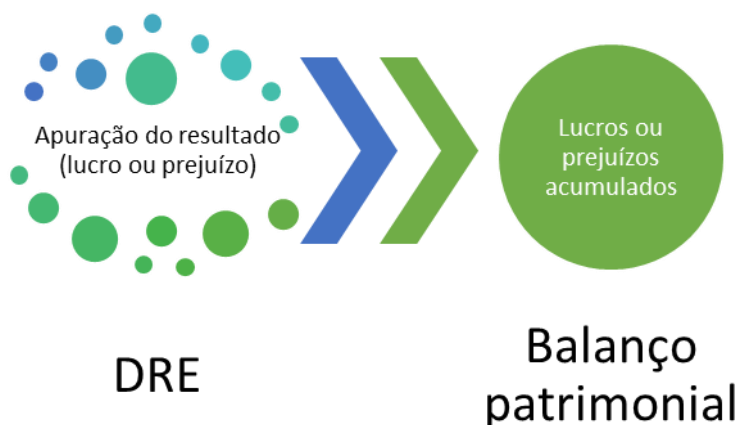 Apuração do resultado
(lucro ou prejuízo)
Lucros ou
prejuízos
acumulados
DRE
Balanço
patrimonial